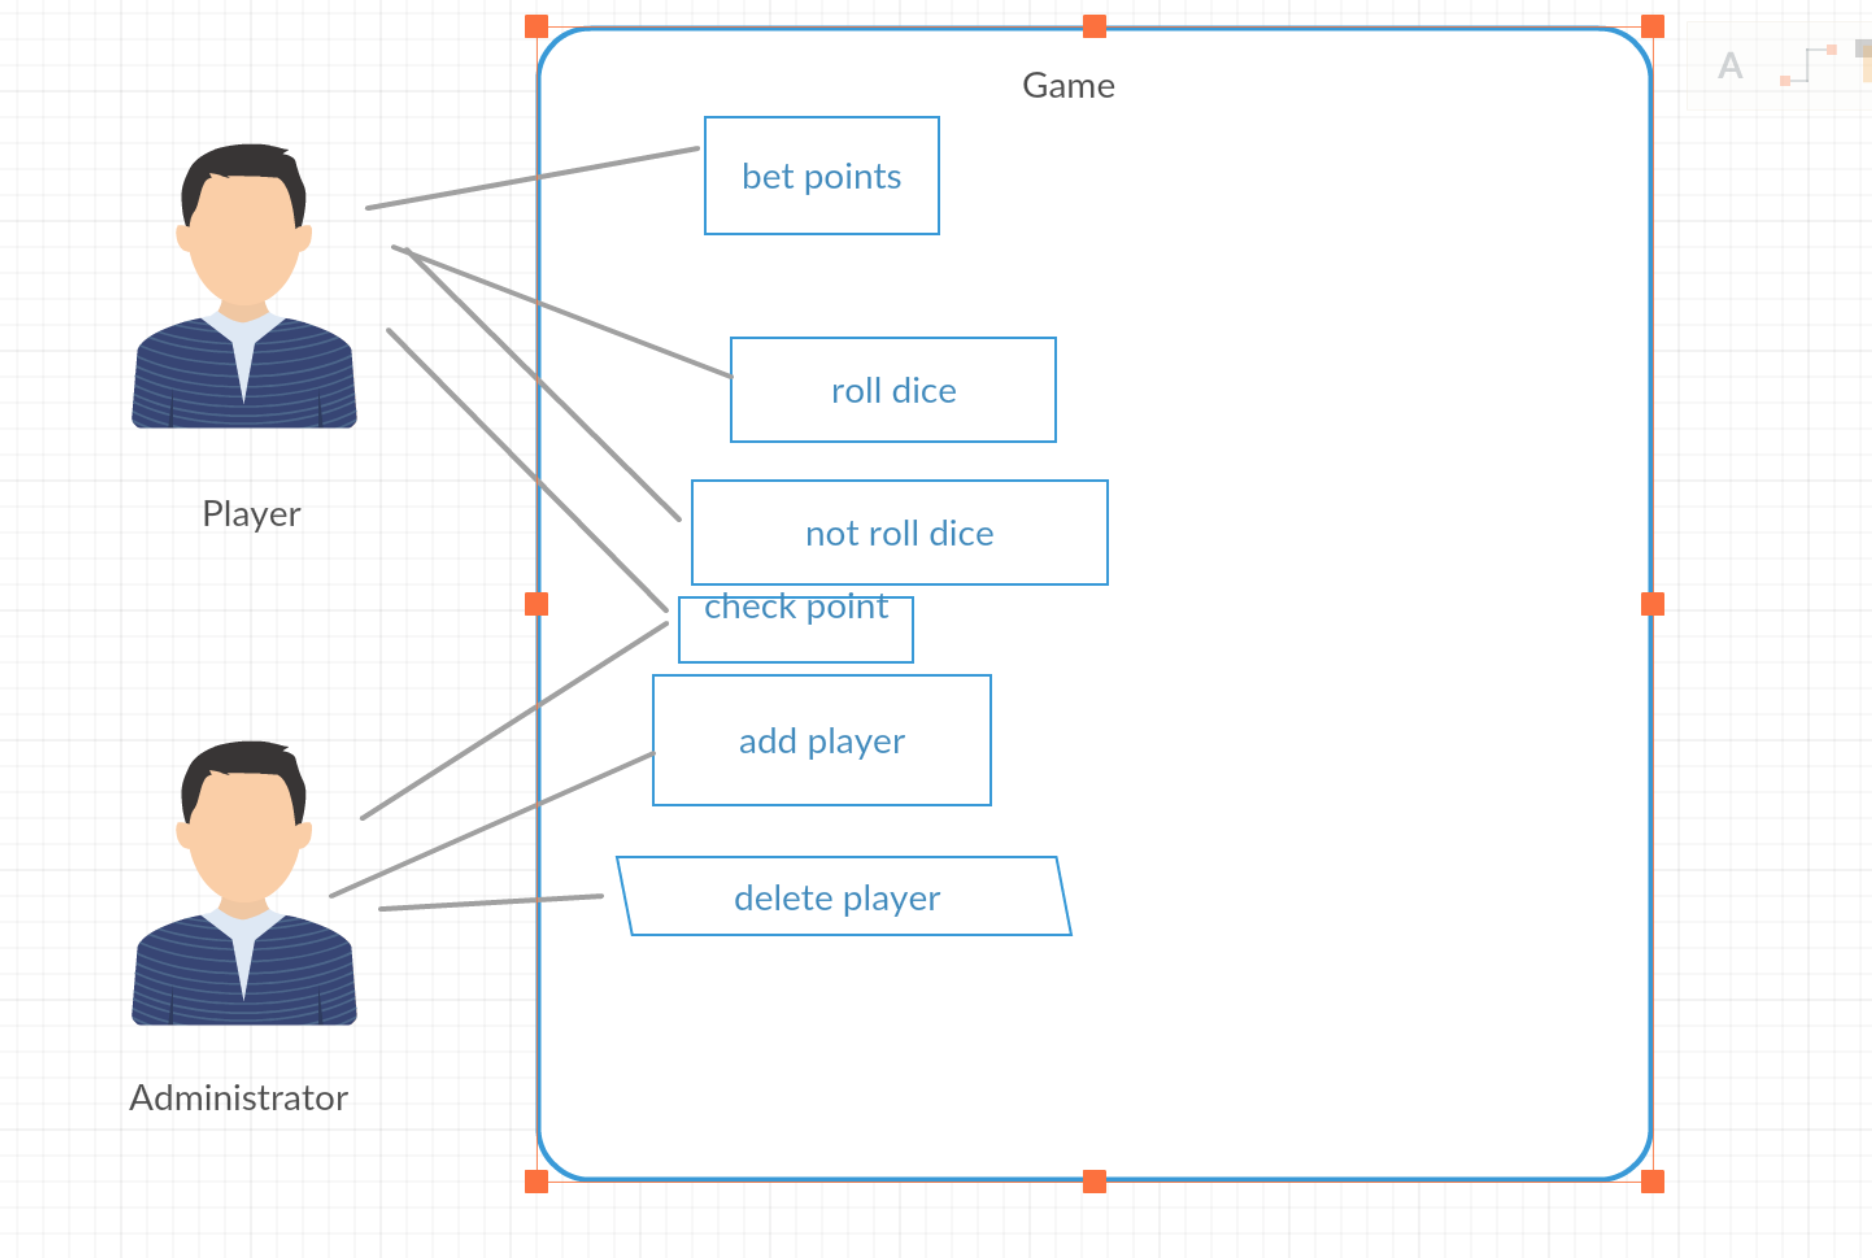 Game
A
bet points
roll dice
not roll dice
Player
check point
add player
delete player
Administrator